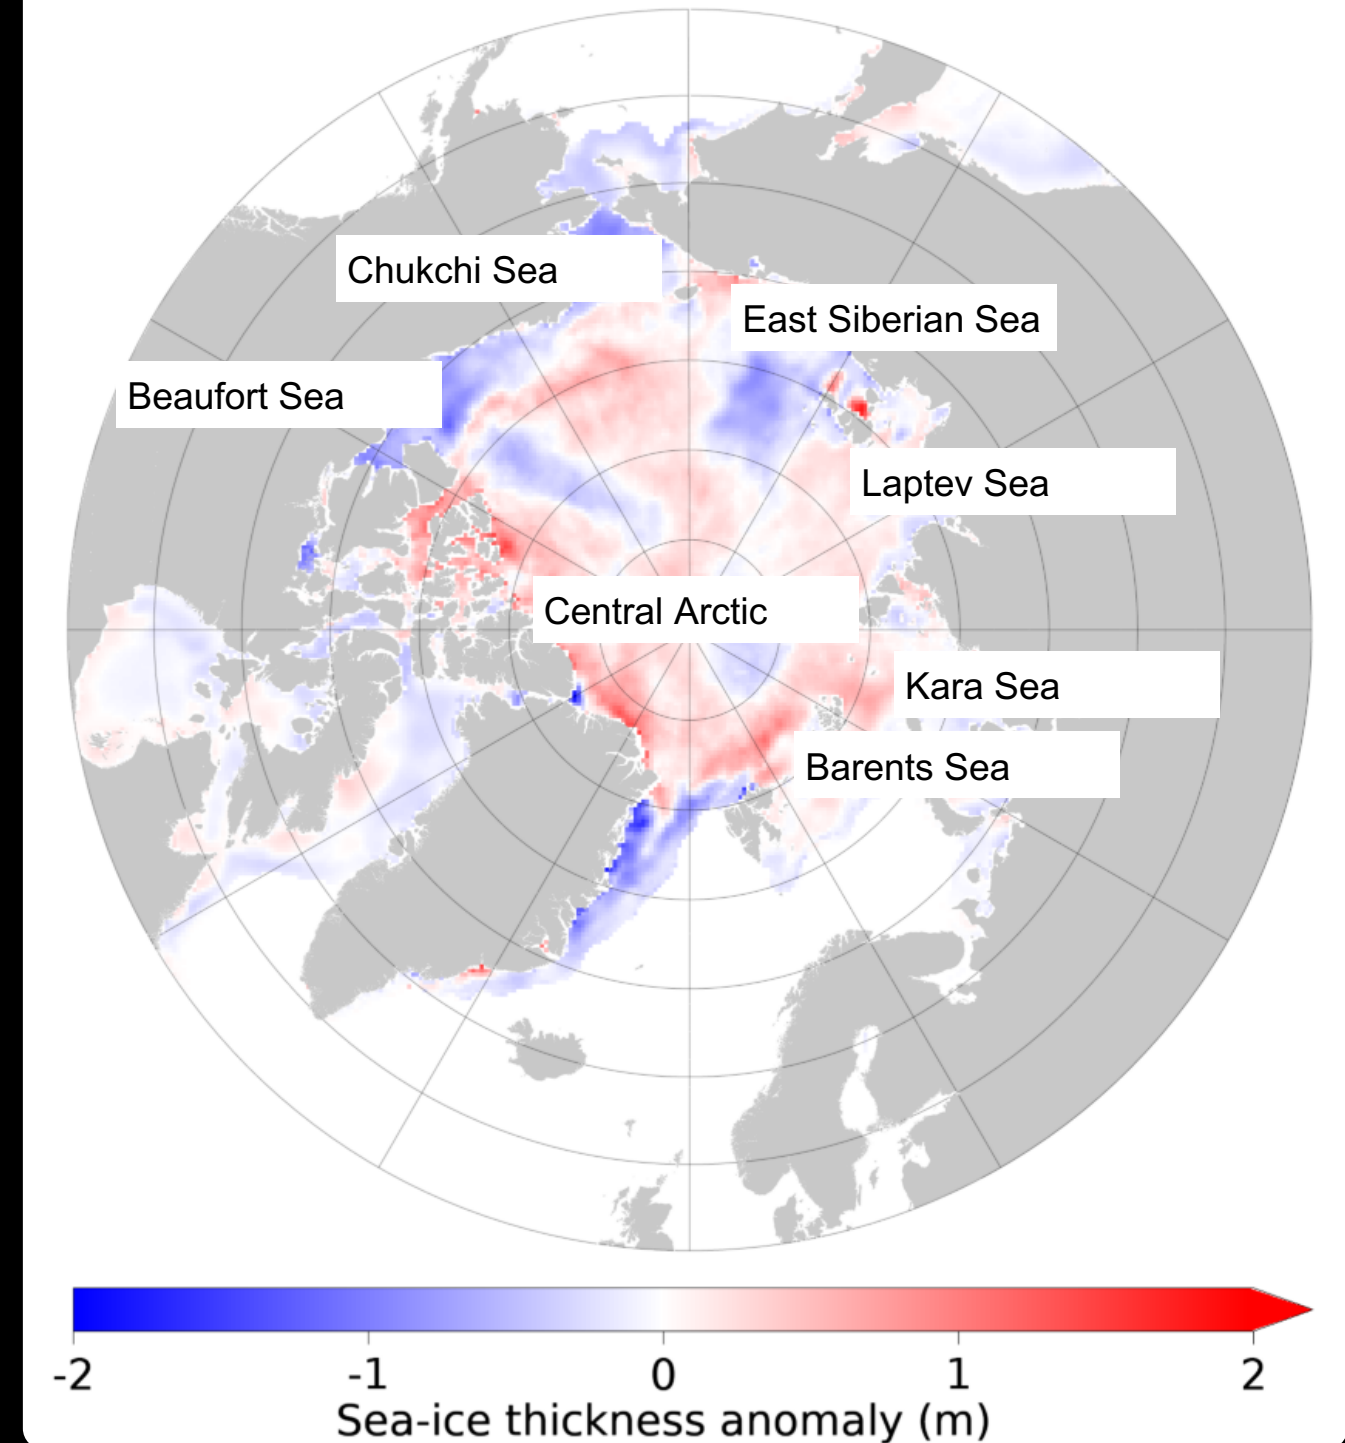 Chukchi Sea
East Siberian Sea
Beaufort Sea
Laptev Sea
Central Arctic
Kara Sea
Barents Sea
-2 -1 0 1 2
Sea-ice thickness anomaly (m)